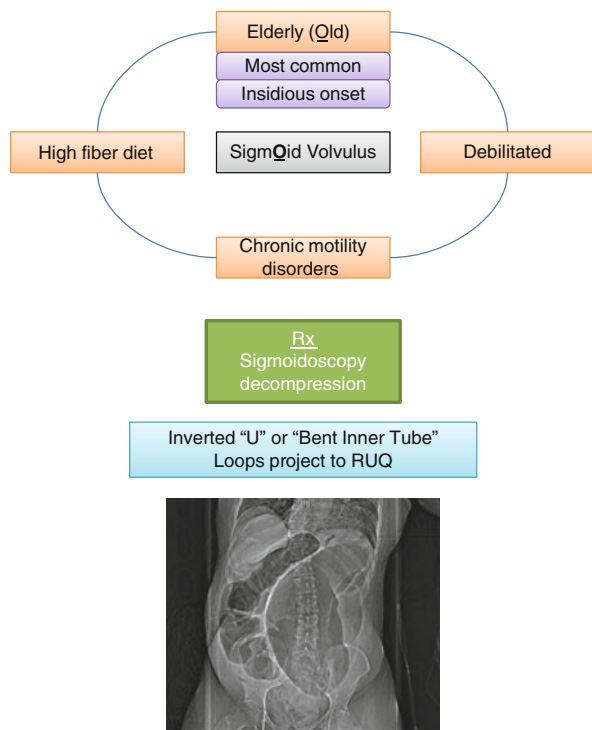 Elderly (Old)
Most common
Insidious onset
High fiber diet
SigmOid Volvulus
Debilitated
Chronic motility
disorders
Rx
Sigmoidoscopy
decompression
Inverted “U” or “Bent Inner Tube”
Loops project to RUQ